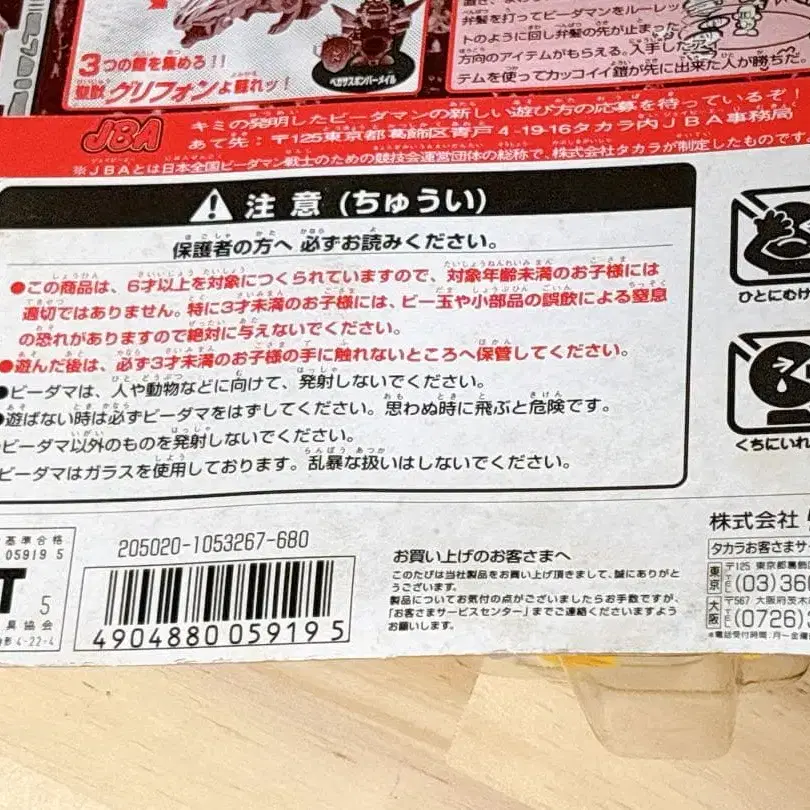 3つの鎧を集めろ!!
獣獣グリフォンよ蘇れッ!
ペガサスボンバーメイル
弁髪を打ってビーダマンをルーレッ
トのように回し弁髪の先が止まった
方向のアイテムがもらえる。入手したアイ
テムを使ってカッコイイ鎧が先に出来た人が勝ちだ。
JBA
キミの発明したビーダマンの新しい遊び方の応募を待っているぞ!
あて先:〒125東京都葛飾区青戸4-19-16タカラ内JBA事務局
※JBAとは日本全国ビーダマン戦士のための競技会運営団体の総称で、株式会社タカラが制定したものです
注意(ちゅうい)
保護者の方へ 必ずお読みください。
●この商品は、6才以上を対象につくられていますので、対象年齢未満のお子様には
適切ではありません。特に3才未満のお子様には、ビー玉や小部品の誤飲による窒息
の恐れがありますので絶対に与えないでください。
●遊んだ後は、必ず3才未満のお子様の手に触れないところへ保管してください。
●ビーダマは、人や動物などに向けて、発射しないでください。
●遊ばない時は必ずビーダマをはずしてください。思わぬ時に飛ぶと危険です。
●ビーダマ以外のものを発射しないでください。
ビーダマはガラスを使用しております。乱暴な扱いはしないでください。
ひとにむけ
くちにいれ
基準合格
05919 5
T 5
具協会
形4-22-4
205020-1053267-680
4904880059195
お買い上げのお客さまへ
このたびは当社製品をお買い上げ頂きまして、誠にありがと
うございます。
製品についてお気付の点がございましたらお手数ですが、
「お客さまサービスセンター」までご連絡くださいますよう
お願いします。
株式会社
タカラお客さまサー
東京 〒125 東京都葛飾
TEL (03)360
大阪 〒567 大阪府茨木
TEL (0726)3
*電話受付時間:月〜金曜